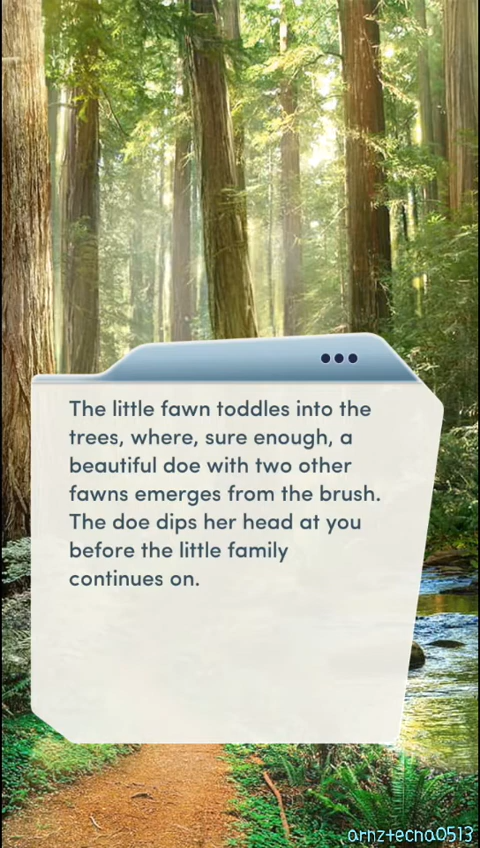 The little fawn toddles into the
trees, where, sure enough, a
beautiful doe with two other
fawns emerges from the brush.
The doe dips her head at you
before the little family
continues on.
arnztecna0513